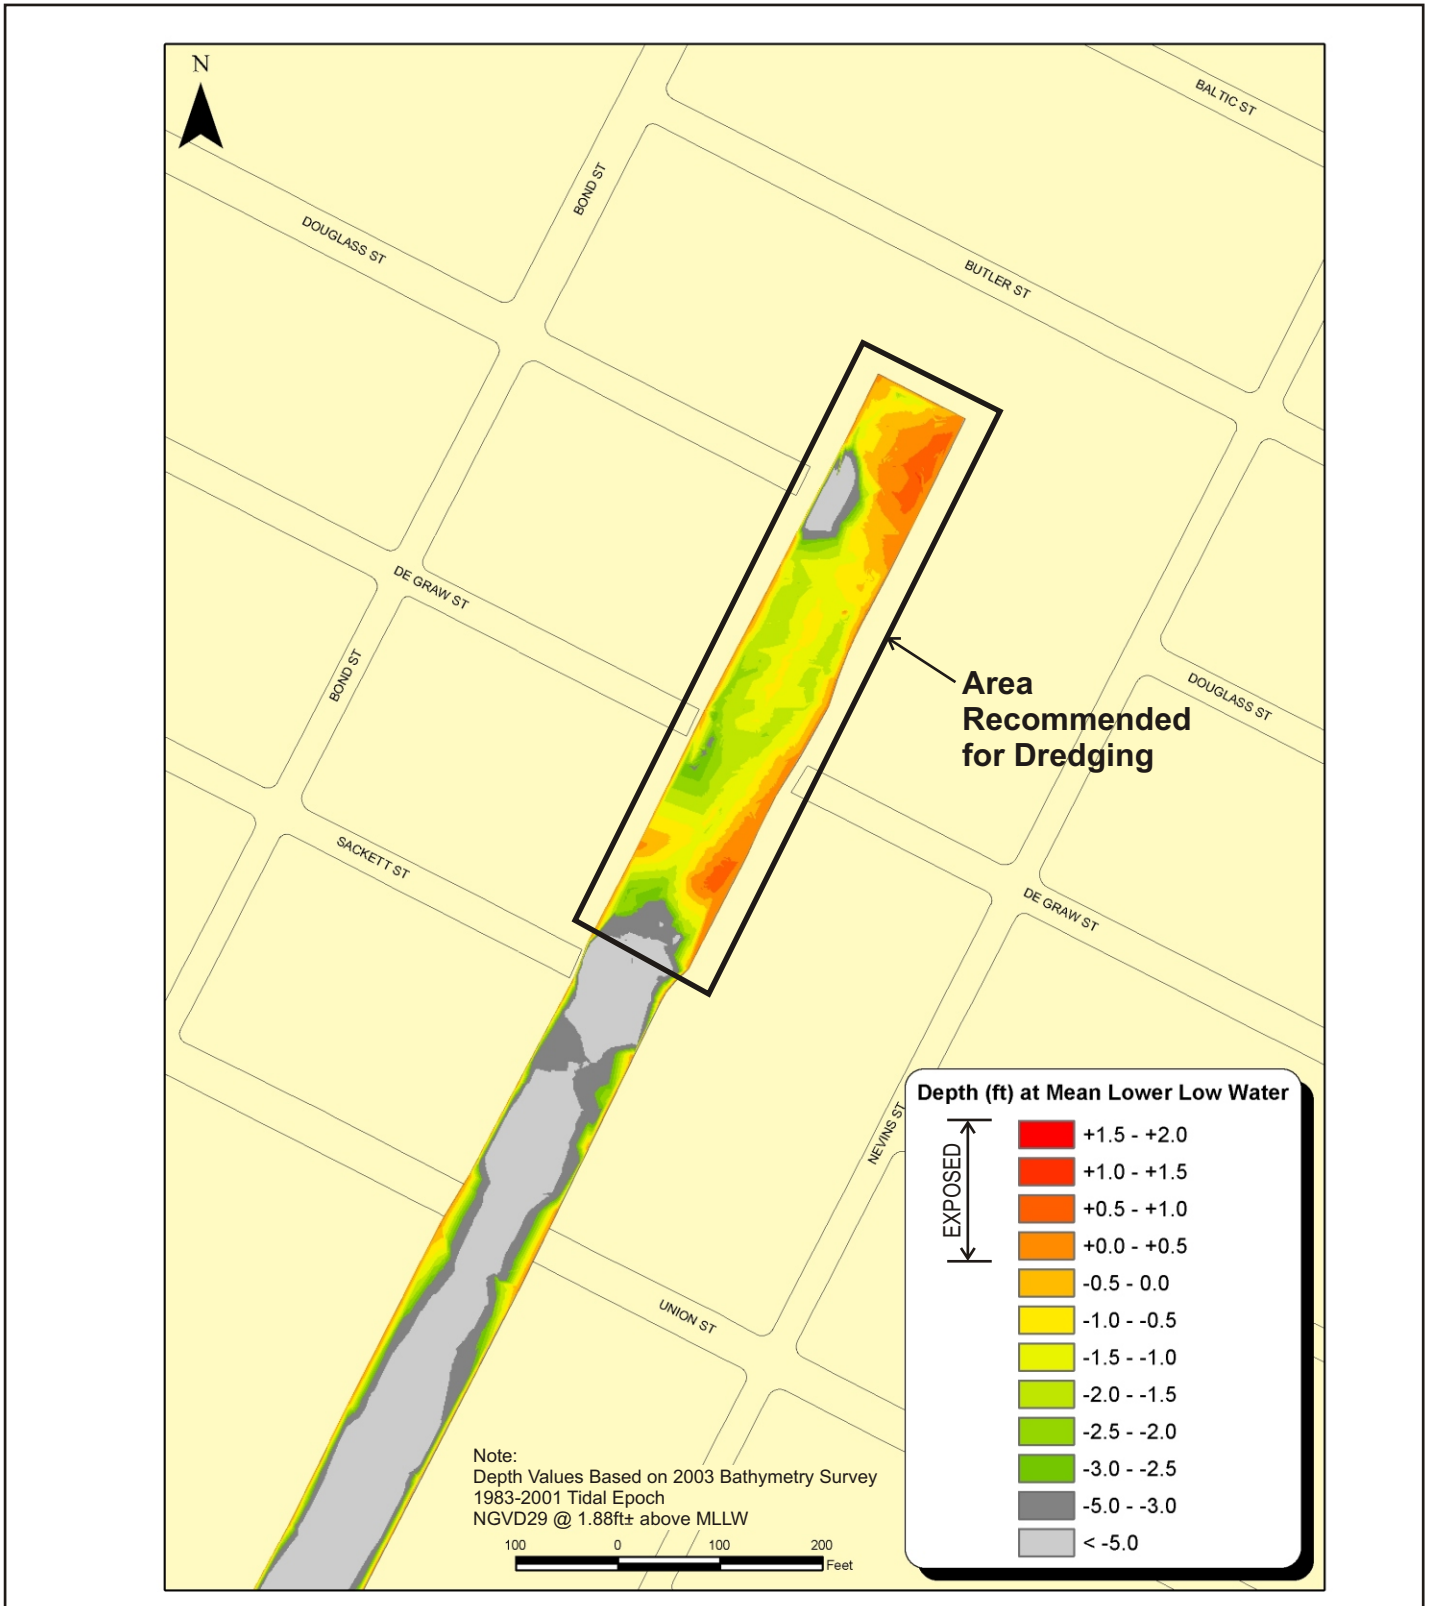 N
BALTIC ST
BOND ST
DOUGLASS ST
BUTLER ST
DE GRAW ST
BOND ST
Area
Recommended
for Dredging
DOUGLASS ST
SACKETT ST
DE GRAW ST
NEVINS ST
UNION ST
Depth (ft) at Mean Lower Low Water
EXPOSED
+1.5 - +2.0
+1.0 - +1.5
+0.5 - +1.0
+0.0 - +0.5
-0.5 - 0.0
-1.0 - -0.5
-1.5 - -1.0
-2.0 - -1.5
-2.5 - -2.0
-3.0 - -2.5
-5.0 - -3.0
< -5.0
Note:
Depth Values Based on 2003 Bathymetry Survey
1983-2001 Tidal Epoch
NGVD29 @ 1.88ft± above MLLW
100 0 100 200
Feet